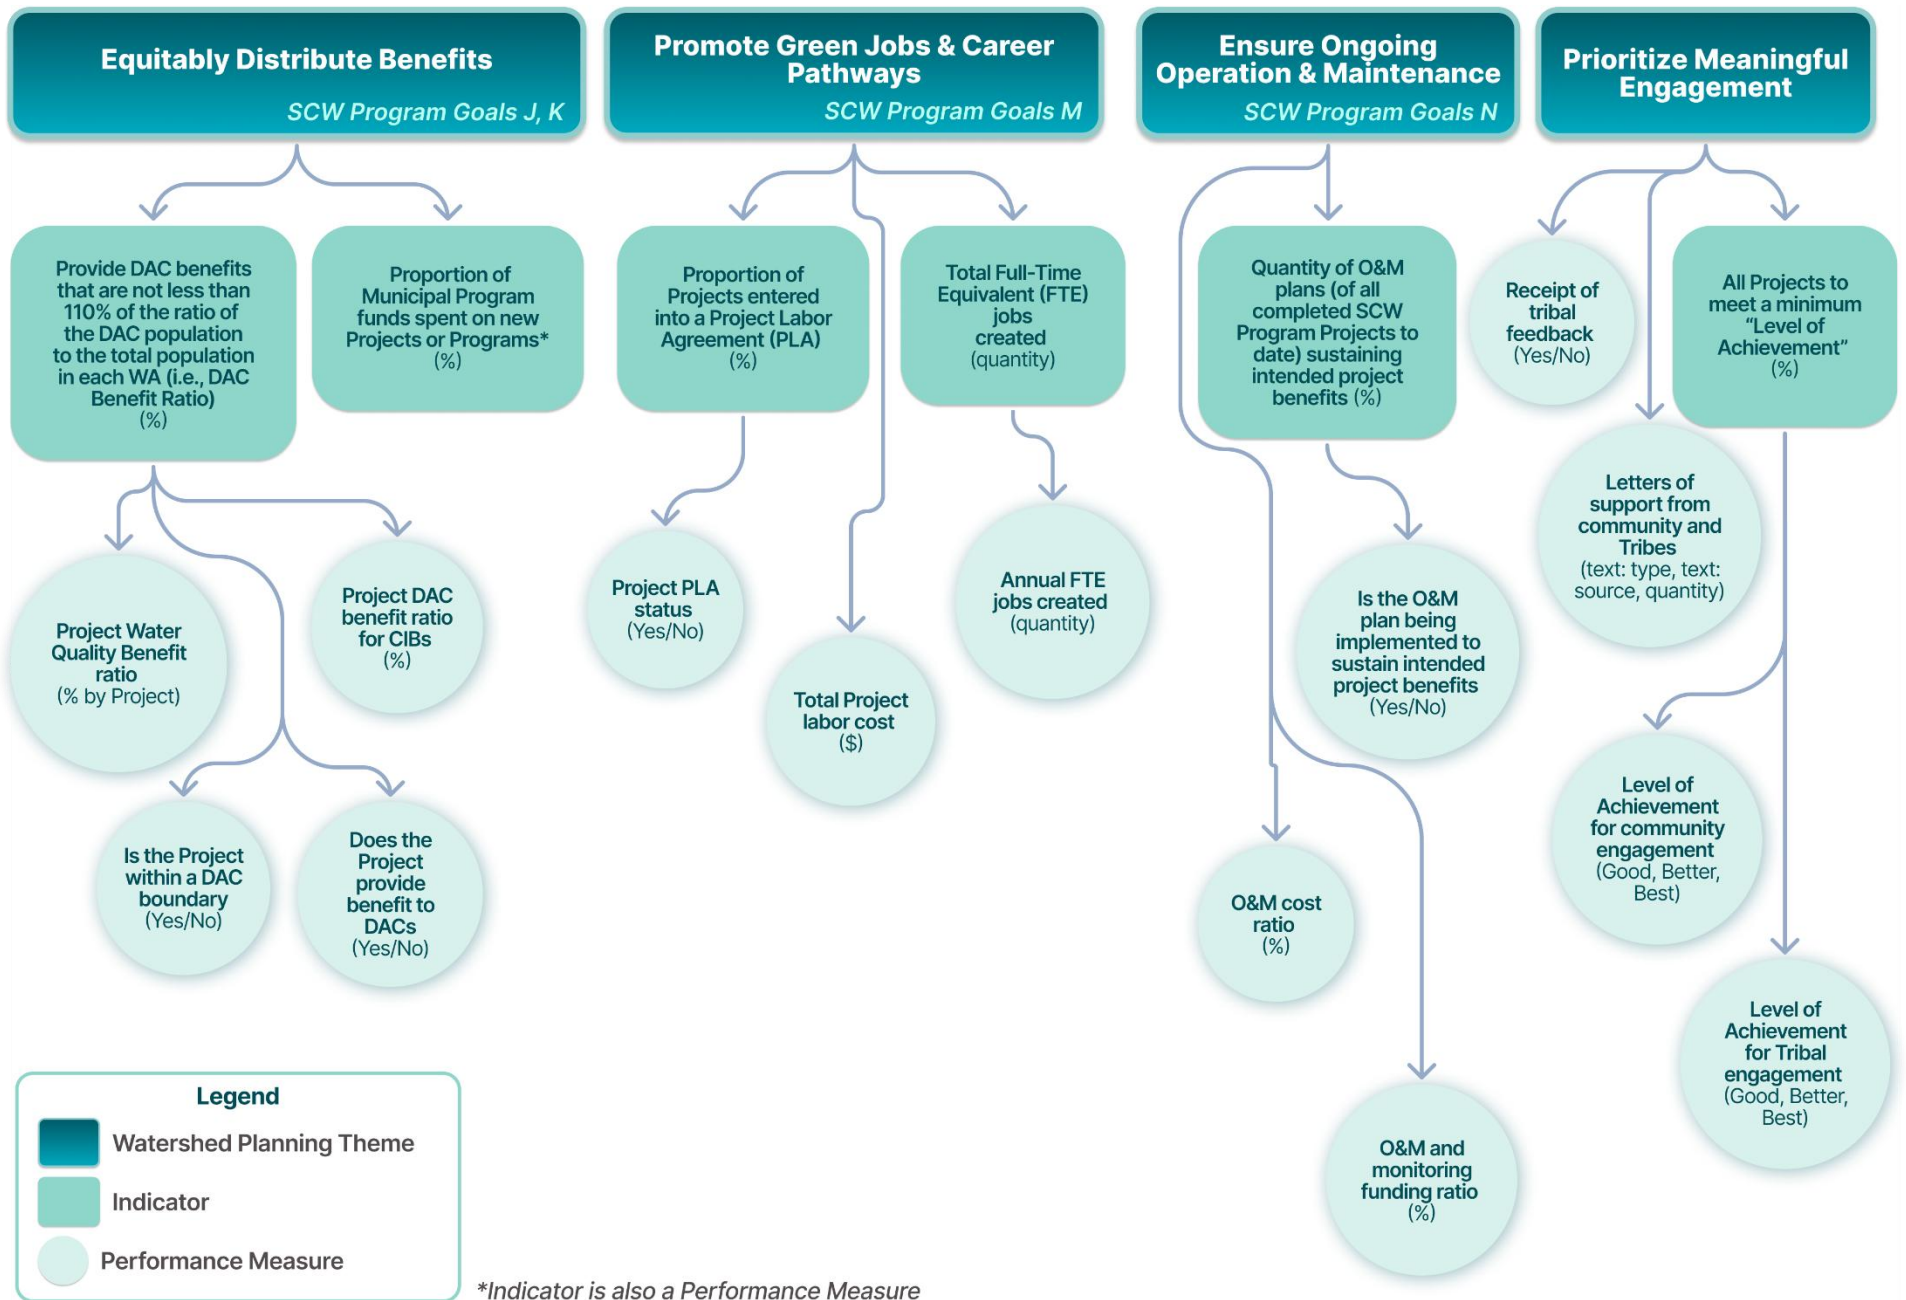 Equitably Distribute Benefits
SCW Program Goals J, K
Promote Green Jobs & Career
Pathways
SCW Program Goals M
Ensure Ongoing
Operation & Maintenance
SCW Program Goals N
Prioritize Meaningful
Engagement
Provide DAC benefits
that are not less than
110% of the ratio of
the DAC population
to the total population
in each WA (i.e., DAC
Benefit Ratio)
(%)
Proportion of
Municipal Program
funds spent on new
Projects or Programs*
(%)
Proportion of
Projects entered
into a Project Labor
Agreement (PLA)
(%)
Total Full-Time
Equivalent (FTE)
jobs
created
(quantity)
Quantity of O&M
plans (of all
completed SCW
Program Projects to
date) sustaining
intended project
benefits (%)
Receipt of
tribal
feedback
(Yes/No)
All Projects to
meet a minimum
“Level of
Achievement”
(%)
Project Water
Quality Benefit
ratio
(% by Project)
Project DAC
benefit ratio
for CIBs
(%)
Is the Project
within a DAC
boundary
(Yes/No)
Does the
Project
provide
benefit to
DACs
(Yes/No)
Project PLA
status
(Yes/No)
Total Project
labor cost
($)
Annual FTE
jobs created
(quantity)
Is the O&M
plan being
implemented to
sustain intended
project benefits
(Yes/No)
O&M cost
ratio
(%)
O&M and
monitoring
funding ratio
(%)
Letters of
support from
community and
Tribes
(text: type, text:
source, quantity)
Level of
Achievement
for community
engagement
(Good, Better,
Best)
Level of
Achievement
for Tribal
engagement
(Good, Better,
Best)
Legend
Watershed Planning Theme
Indicator
Performance Measure
*Indicator is also a Performance Measure